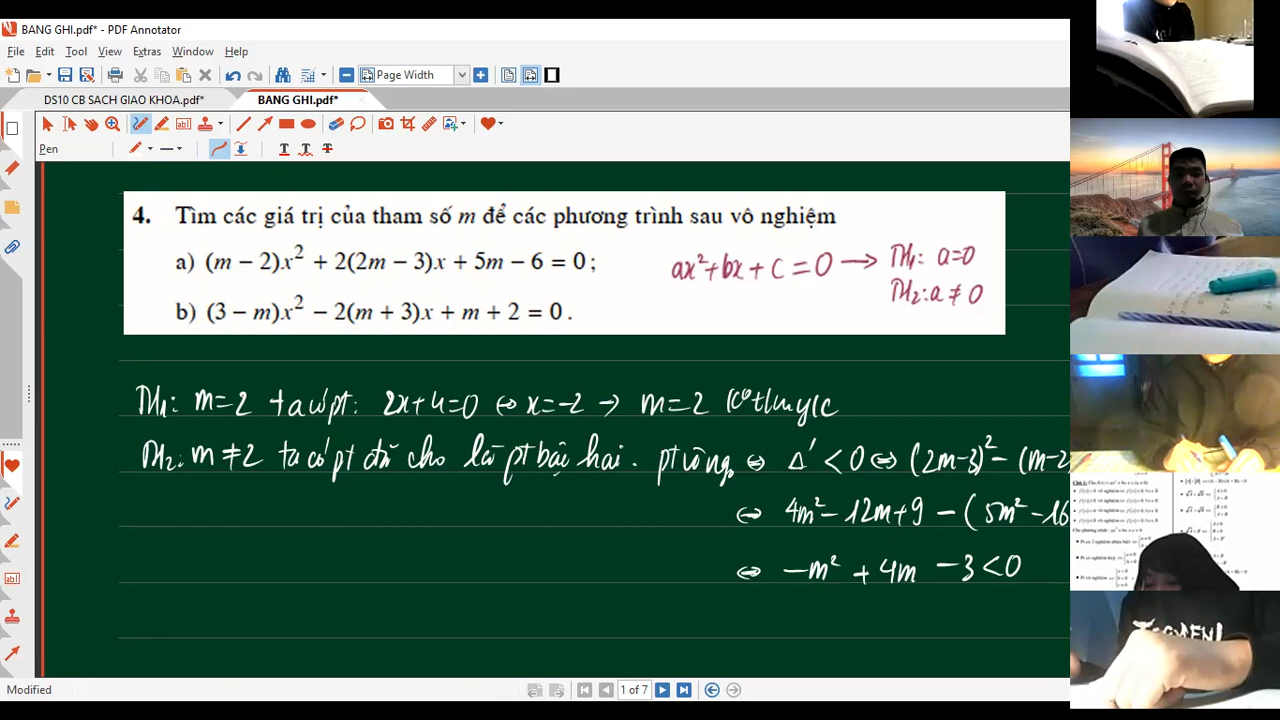 BANG GHI.pdf* - PDF Annotator
File Edit Tool View Extras Window Help
Page Width
DS10 CB SACH GIAO KHOA.pdf* BANG GHI.pdf*
Pen
4. Tìm các giá trị của tham số m để các phương trình sau vô nghiệm
a) (m − 2)x² + 2(2m − 3)x + 5m − 6 = 0;
b) (3 − m)x² − 2(m + 3)x + m + 2 = 0.
ax² + bx + c = 0 → TH1: a=0
TH2: a ≠ 0
TH1: m=2 ta có pt: 2x+4=0 ⇔ x=-2 → m=2
TH2: m ≠ 2 ta có pt đã cho là pt bậc hai. pt vô ng. ⇔ Δ' < 0 ⇔ (2m-3)² - (m-2
⇔ 4m² - 12m + 9 - (5m² - 16
⇔ -m² + 4m - 3 < 0
Modified 1 of 7